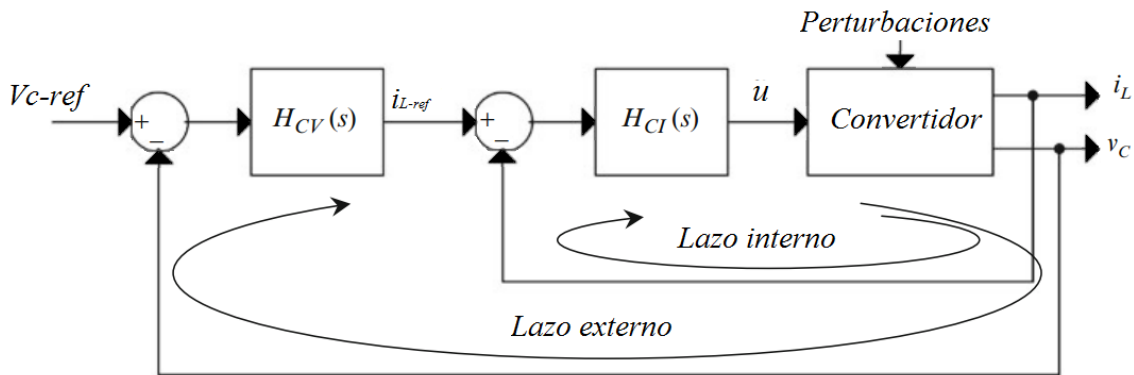 Perturbaciones
Vc-ref
+
−
H_CV(s)
i_L-ref
+
−
H_CI(s)
u
Convertidor
i_L
v_C
Lazo interno
Lazo externo